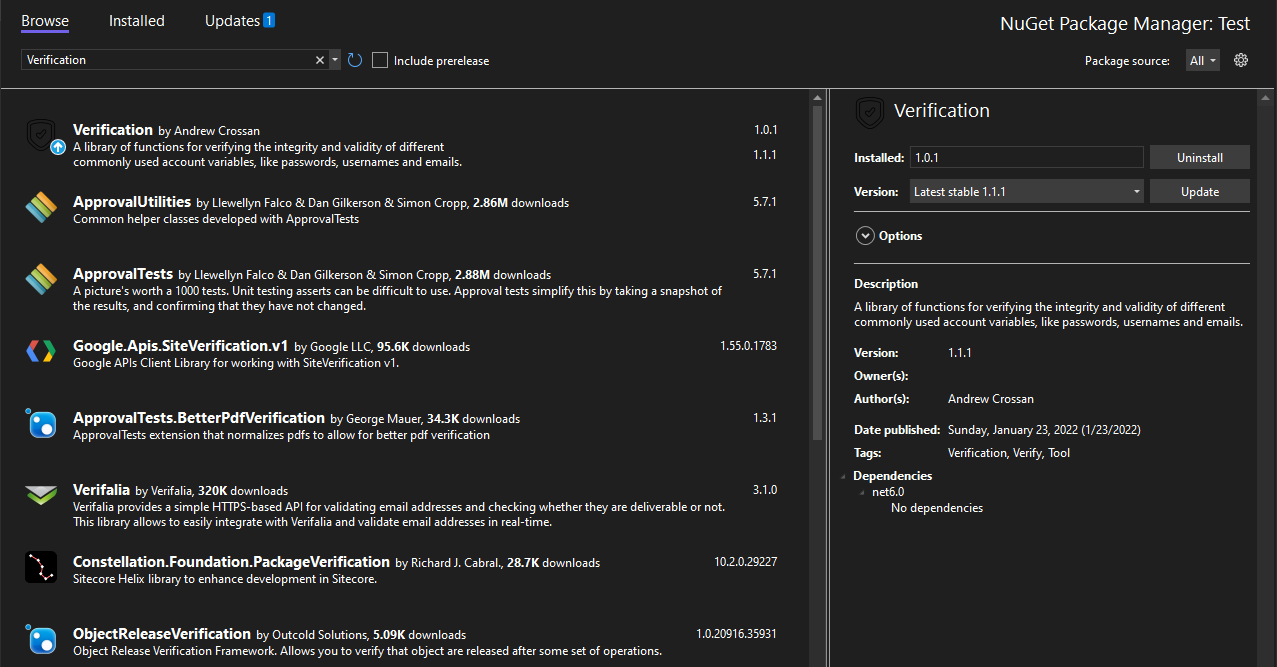 Browse Installed Updates 1
NuGet Package Manager: Test
Verification
Include prerelease
Package source: All
Verification by Andrew Crossan 1.0.1
A library of functions for verifying the integrity and validity of different
commonly used account variables, like passwords, usernames and emails.
1.1.1
ApprovalUtilities by Llewellyn Falco & Dan Gilkerson & Simon Cropp, 2.86M downloads 5.7.1
Common helper classes developed with ApprovalTests
ApprovalTests by Llewellyn Falco & Dan Gilkerson & Simon Cropp, 2.88M downloads 5.7.1
A picture's worth a 1000 tests. Unit testing asserts can be difficult to use. Approval tests simplify this by taking a snapshot of
the results, and confirming that they have not changed.
Google.Apis.SiteVerification.v1 by Google LLC, 95.6K downloads 1.55.0.1783
Google APIs Client Library for working with SiteVerification v1.
ApprovalTests.BetterPdfVerification by George Mauer, 34.3K downloads 1.3.1
ApprovalTests extension that normalizes pdfs to allow for better pdf verification
Verifalia by Verifalia, 320K downloads 3.1.0
Verifalia provides a simple HTTPS-based API for validating email addresses and checking whether they are deliverable or not.
This library allows to easily integrate with Verifalia and validate email addresses in real-time.
Constellation.Foundation.PackageVerification by Richard J. Cabral., 28.7K downloads 10.2.0.29227
Sitecore Helix library to enhance development in Sitecore.
ObjectReleaseVerification by Outcold Solutions, 5.09K downloads 1.0.20916.35931
Object Release Verification Framework. Allows you to verify that object are released after some set of operations.
Verification
Installed: 1.0.1 Uninstall
Version: Latest stable 1.1.1 Update
Options
Description
A library of functions for verifying the integrity and validity of different
commonly used account variables, like passwords, usernames and emails.
Version: 1.1.1
Owner(s):
Author(s): Andrew Crossan
Date published: Sunday, January 23, 2022 (1/23/2022)
Tags: Verification, Verify, Tool
Dependencies
net6.0
No dependencies